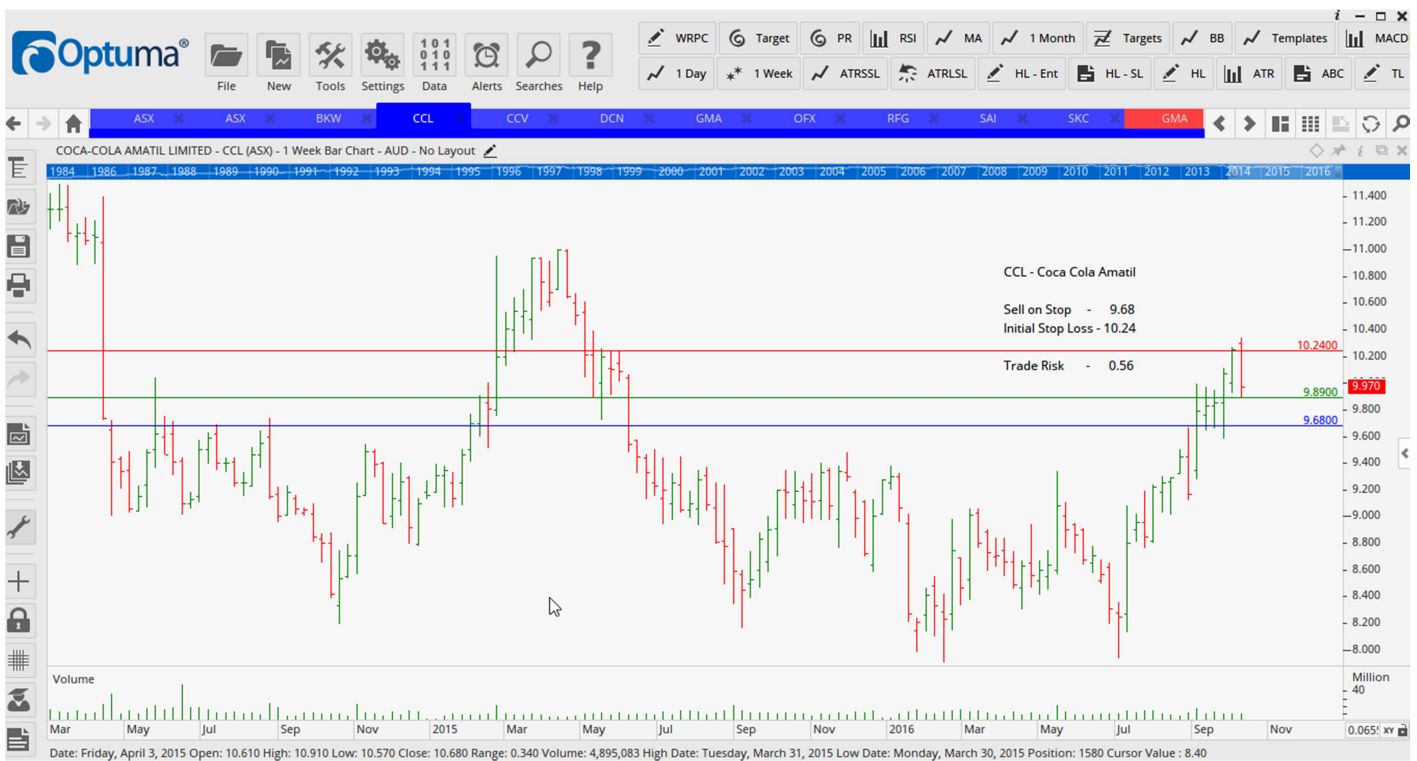 i
Optuma®
File New Tools Settings Data Alerts Searches Help
101
010
111
WRPC Target PR RSI MA 1 Month Targets BB Templates MACD
1 Day 1 Week ATRSSL ATRLSL HL - Ent HL - SL HL ATR ABC TL
ASX ASX BKW CCL CCV DCN GMA OFX RFG SAI SKC GMA
COCA-COLA AMATIL LIMITED - CCL (ASX) - 1 Week Bar Chart - AUD - No Layout
1984 1986 1987 1988 1989 1990 1991 1992 1993 1994 1995 1996 1997 1998 1999 2000 2001 2002 2003 2004 2005 2006 2007 2008 2009 2010 2011 2012 2013 2014 2015 2016
11.400
11.200
11.000
CCL - Coca Cola Amatil
10.800
Sell on Stop - 9.68
10.600
Initial Stop Loss - 10.24
10.400
10.2400
10.200
Trade Risk - 0.56
9.970
9.8900
9.800
9.6800
9.600
9.400
9.200
9.000
8.800
8.600
8.400
8.200
8.000
Volume
Million
40
Mar May Jul Sep Nov 2015 Mar May Jul Sep Nov 2016 Mar May Jul Sep Nov
XY
Date: Friday, April 3, 2015 Open: 10.610 High: 10.910 Low: 10.570 Close: 10.680 Range: 0.340 Volume: 4,895,083 High Date: Tuesday, March 31, 2015 Low Date: Monday, March 30, 2015 Position: 1580 Cursor Value : 8.40